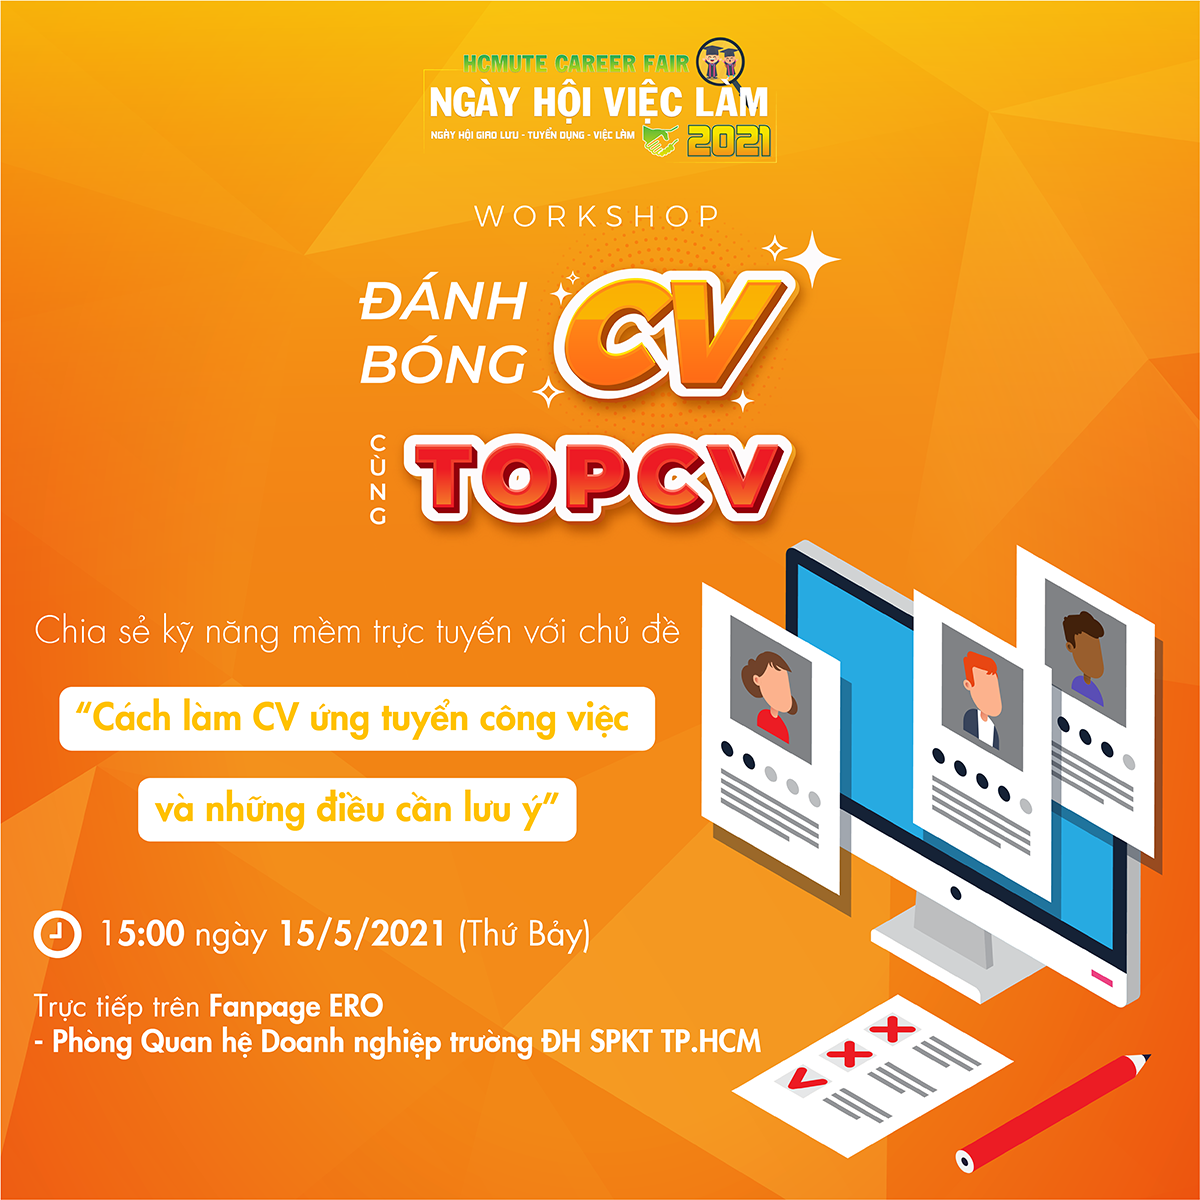 HCMUTE CAREER FAIR
NGÀY HỘI VIỆC LÀM
NGÀY HỘI GIAO LƯU - TUYỂN DỤNG - VIỆC LÀM
2021
WORKSHOP
ĐÁNH
BÓNG
CV
CÙNG
TOPCV
Chia sẻ kỹ năng mềm trực tuyến với chủ đề
“Cách làm CV ứng tuyển công việc
và những điều cần lưu ý”
15:00 ngày 15/5/2021 (Thứ Bảy)
Trực tiếp trên Fanpage ERO
- Phòng Quan hệ Doanh nghiệp trường ĐH SPKT TP.HCM